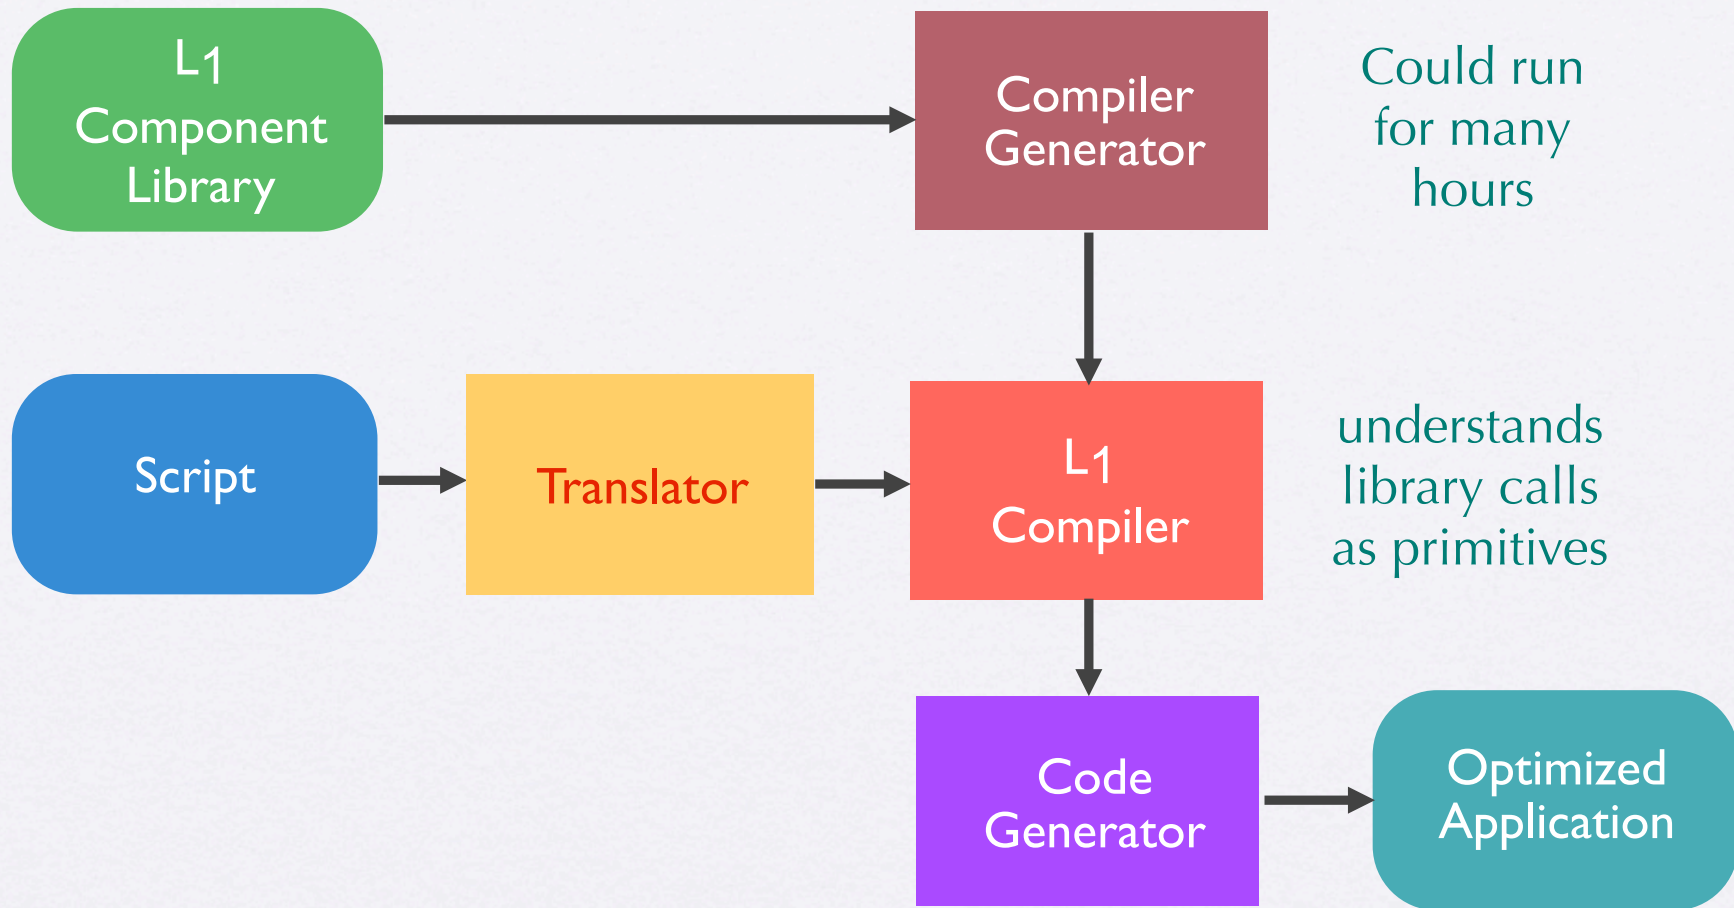 L1
Component
Library
Compiler
Generator
Could run
for many
hours
Script
Translator
L1
Compiler
understands
library calls
as primitives
Code
Generator
Optimized
Application